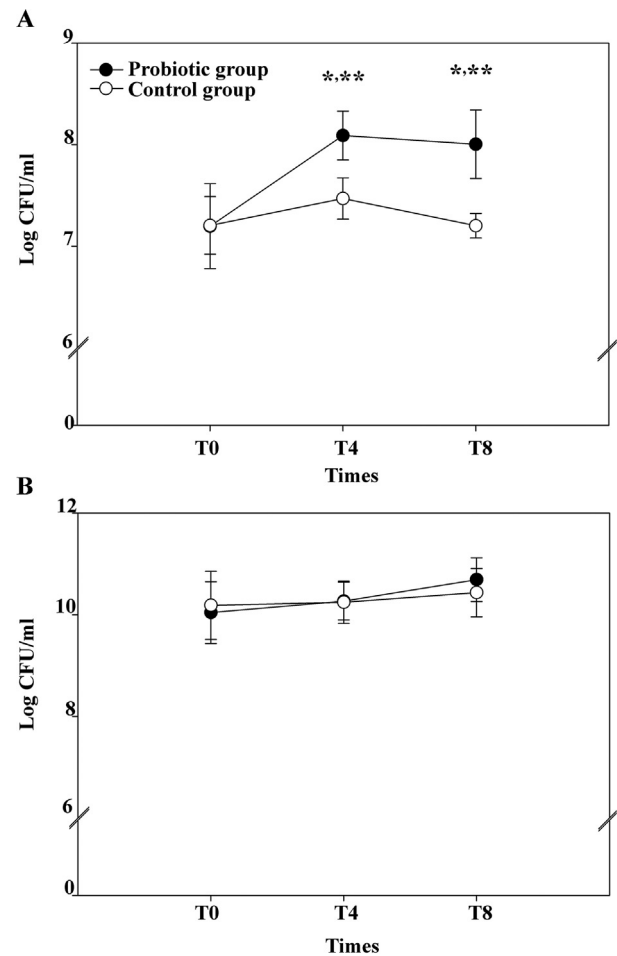 A
9
Probiotic group
*,**
*,**
Control group
8
Log CFU/ml
7
6
0
T0
T4
T8
Times
B
12
10
Log CFU/ml
8
6
0
T0
T4
T8
Times